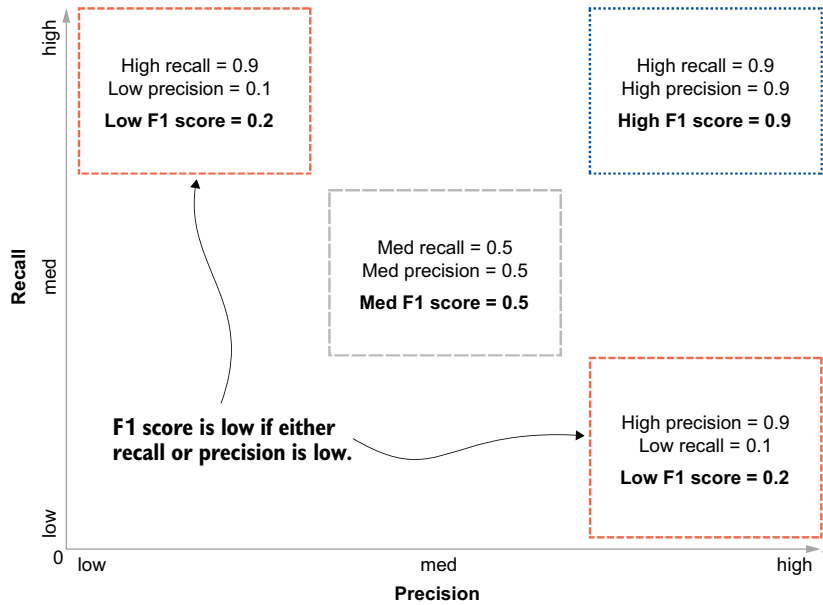 high
High recall = 0.9
Low precision = 0.1
Low F1 score = 0.2
High recall = 0.9
High precision = 0.9
High F1 score = 0.9
Recall
med
Med recall = 0.5
Med precision = 0.5
Med F1 score = 0.5
F1 score is low if either
recall or precision is low.
High precision = 0.9
Low recall = 0.1
Low F1 score = 0.2
low
0
low
med
high
Precision